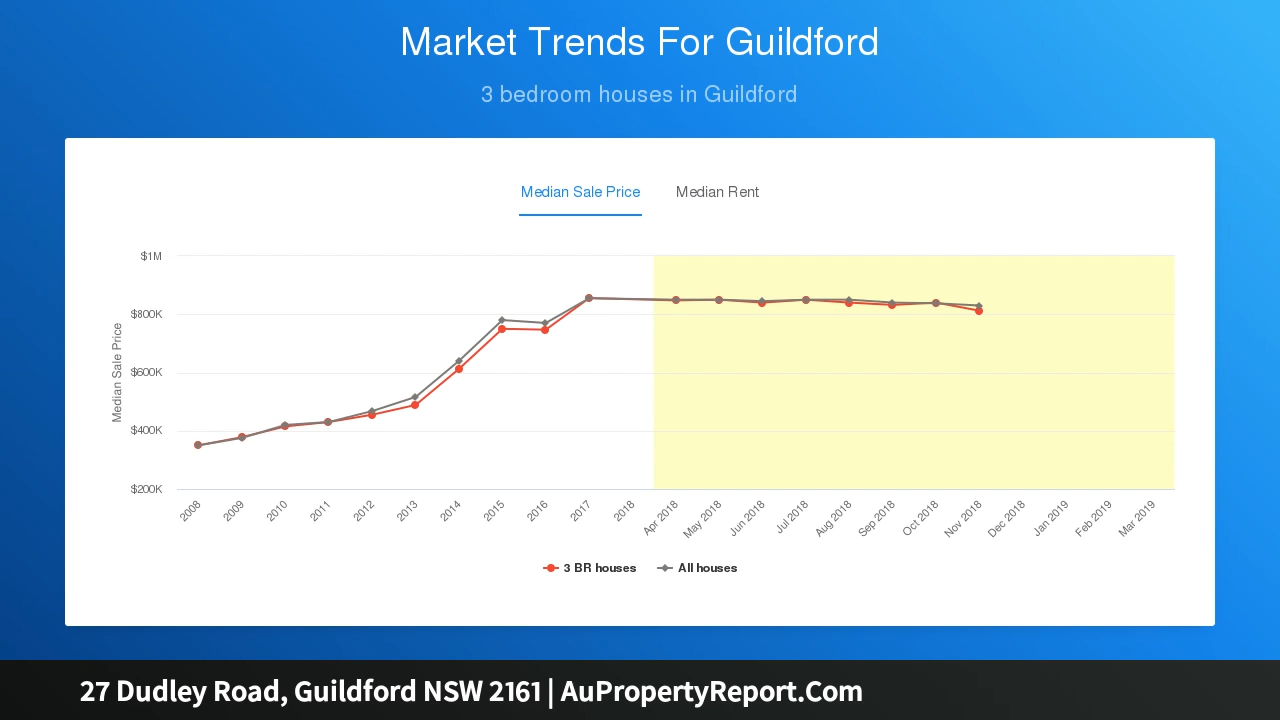 Market Trends For Guildford
3 bedroom houses in Guildford
Median Sale Price Median Rent
Median Sale Price
$1M
$800K
$600K
$400K
$200K
2008 2009 2010 2011 2012 2013 2014 2015 2016 2017 2018 Apr 2018 May 2018 Jun 2018 Jul 2018 Aug 2018 Sep 2018 Oct 2018 Nov 2018 Dec 2018 Jan 2019 Feb 2019 Mar 2019
3 BR houses All houses
27 Dudley Road, Guildford NSW 2161 | AuPropertyReport.Com